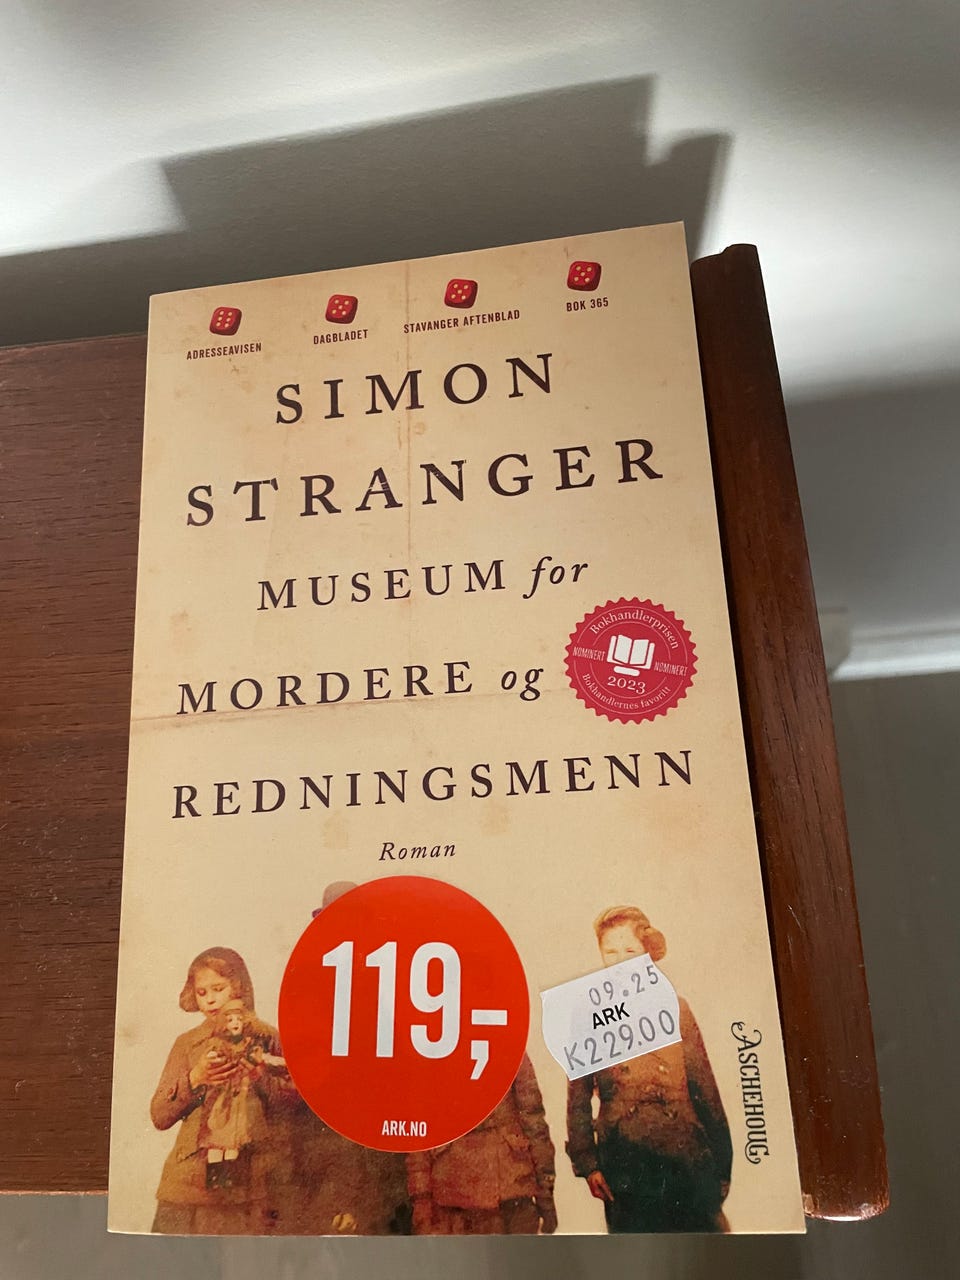 ADRESSEAVISEN
DAGBLADET
STAVANGER AFTENBLAD
BOK 365
SIMON
STRANGER
MUSEUM for
MORDERE og
REDNINGSMENN
Bokhandlerprisen
NOMINERT
NOMINERT
2023
Bokhandlernes favoritt
Roman
119,-
ARK.NO
09.25
ARK
K229.00
ASCHEHOUG